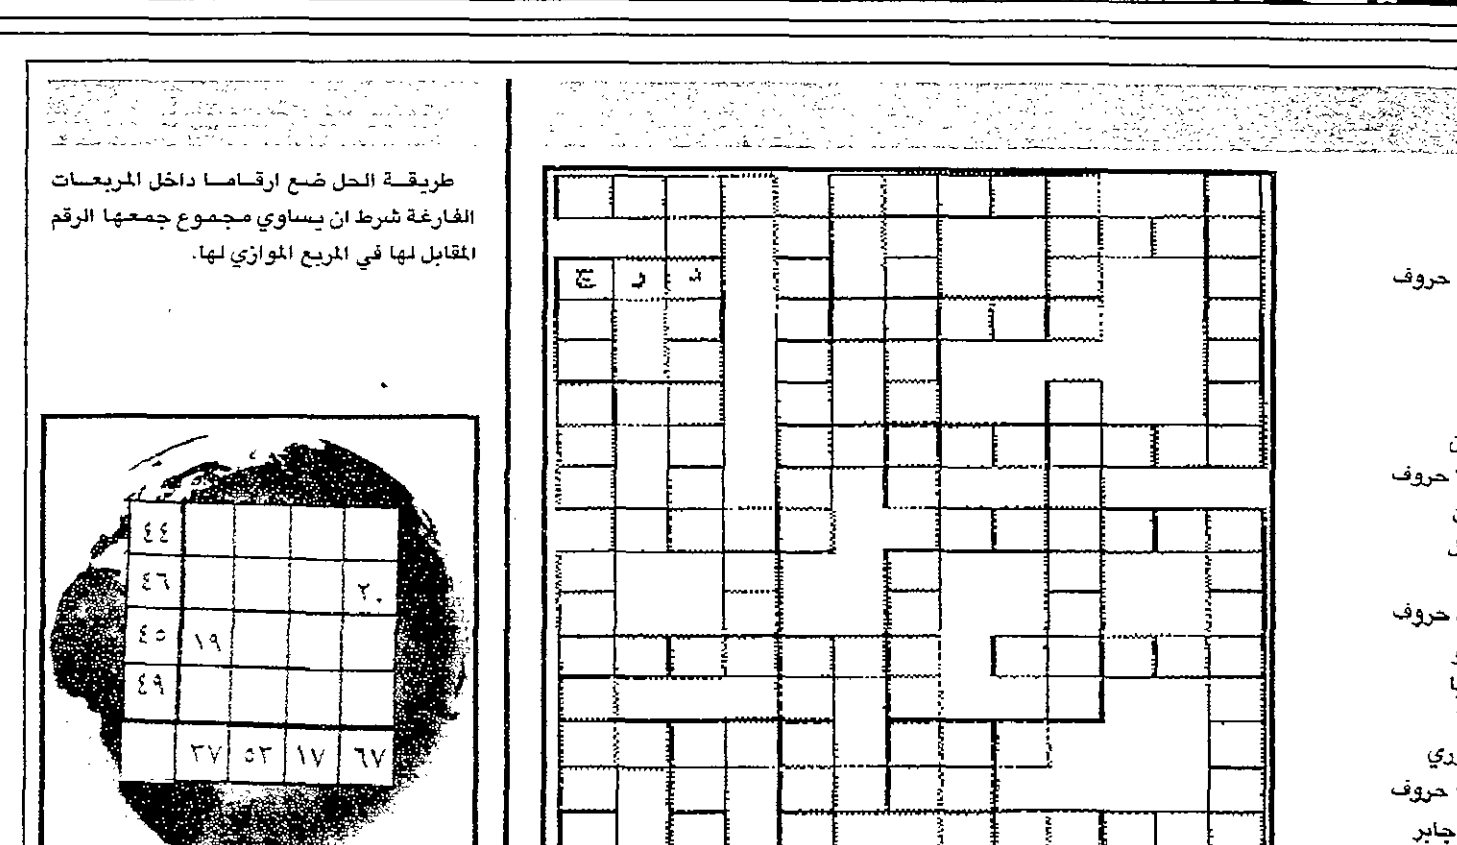 حروف
حروف
حروف
ري
حروف
جابر
ف ر ج
طريقة الحل ضع ارقاما داخل المربعات
الفارغة شرط ان يساوي مجموع جمعها الرقم
المقابل لها في المربع الموازي لها.
٤٤
٤٦ ٢٠
٤٥ ١٩
٤٩
٣٧ ٥٣ ١٧ ٦٧